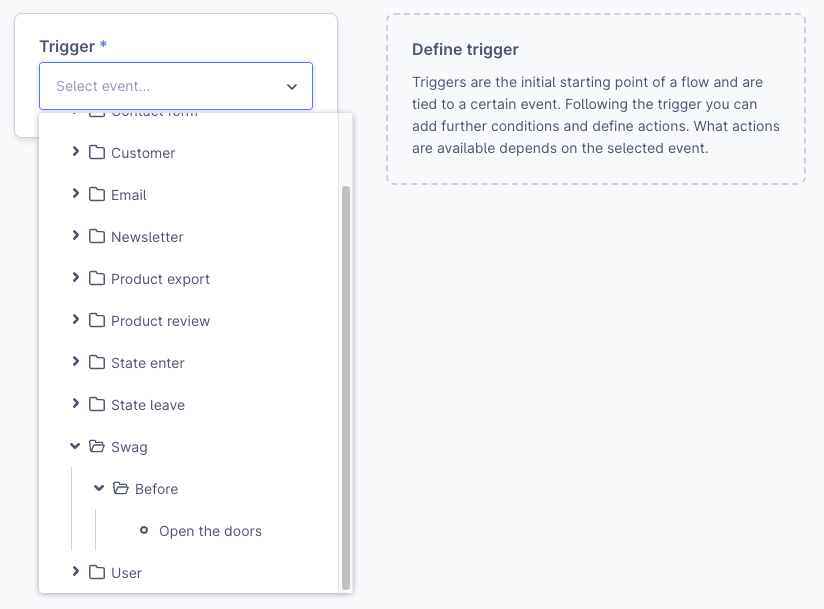 Trigger *
Select event...
Contact form
Customer
Email
Newsletter
Product export
Product review
State enter
State leave
Swag
Before
Open the doors
User
Define trigger
Triggers are the initial starting point of a flow and are
tied to a certain event. Following the trigger you can
add further conditions and define actions. What actions
are available depends on the selected event.